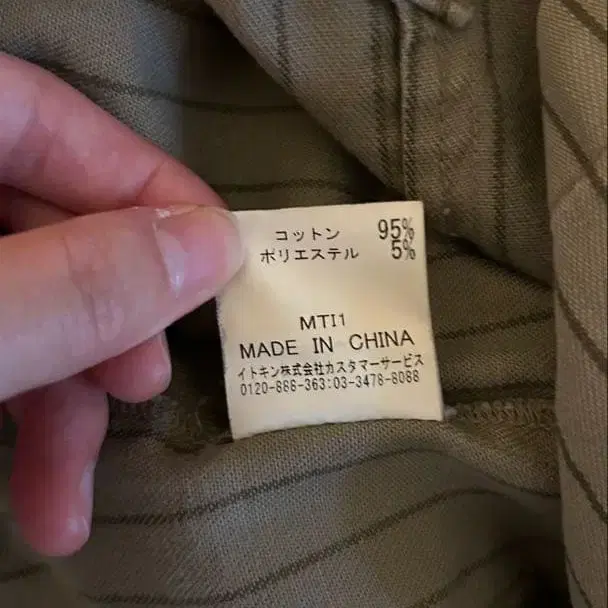 コットン 95%
ポリエステル 5%
MTI1
MADE IN CHINA
イトキン株式会社カスタマーサービス
0120-886-363:03-3478-8088